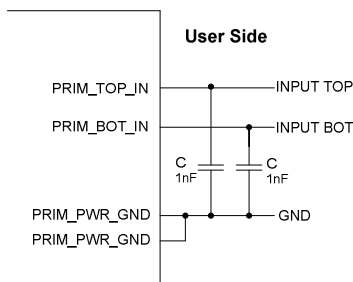 User Side
PRIM_TOP_IN INPUT TOP
PRIM_BOT_IN INPUT BOT
C C
1nF 1nF
PRIM_PWR_GND GND
PRIM_PWR_GND